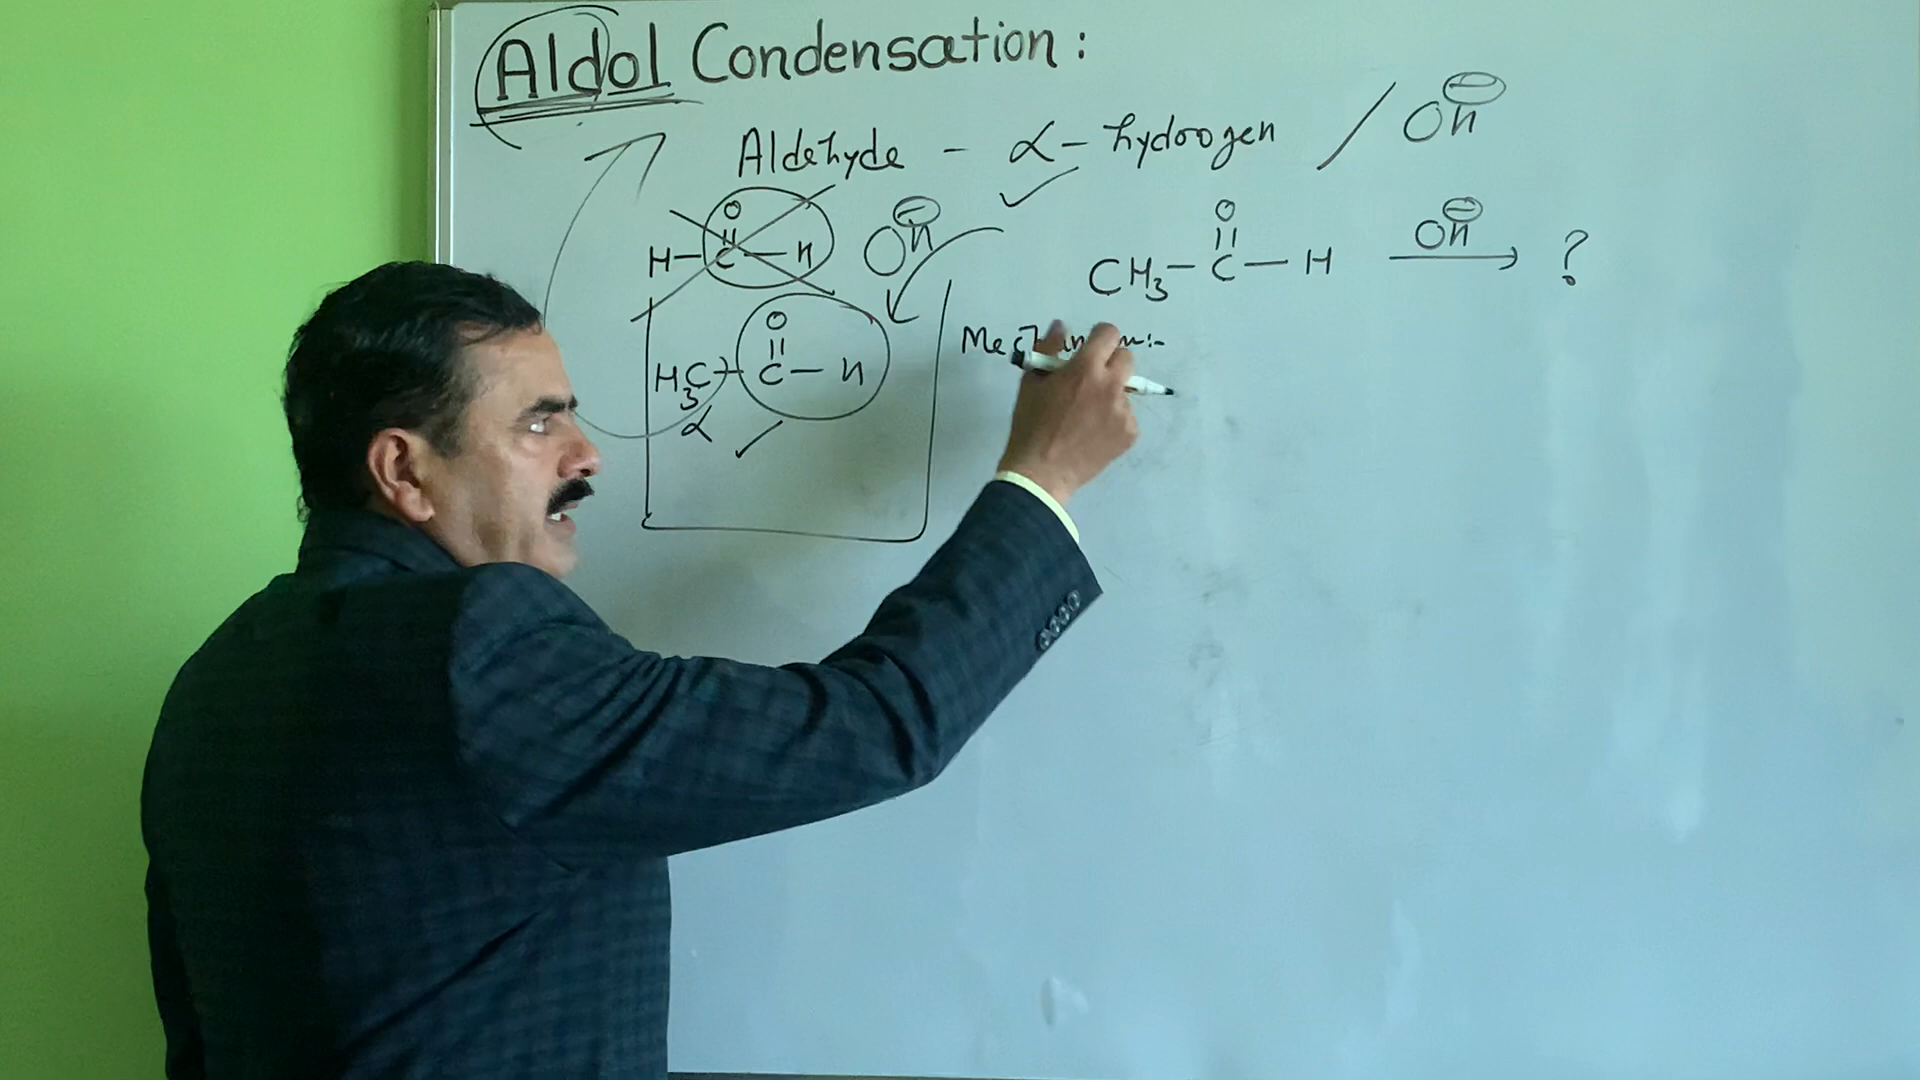 Aldol Condensation:
Aldehyde - α - hydrogen / OH⊖
O
||
H-C-H OH⊖
O
||
CH3-C-H OH⊖ → ?
O
||
H3C-C-H
α